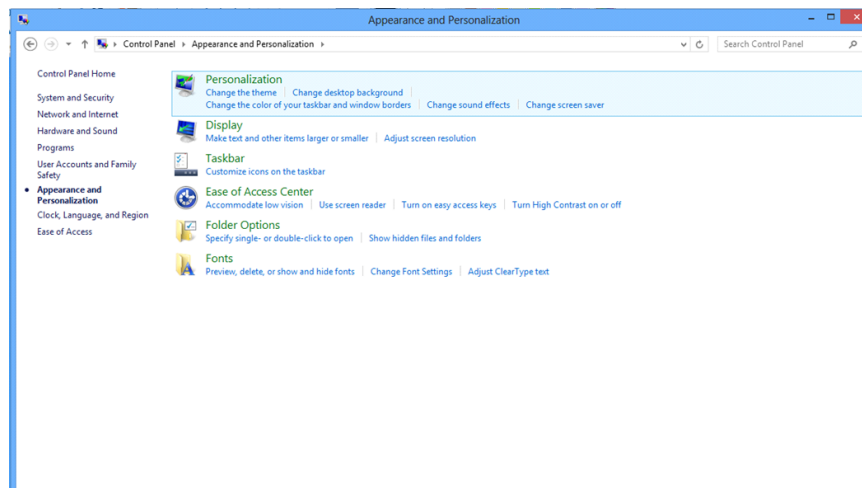 Appearance and Personalization
Control Panel Appearance and Personalization
Search Control Panel
Control Panel Home
System and Security
Network and Internet
Hardware and Sound
Programs
User Accounts and Family
Safety
Appearance and
Personalization
Clock, Language, and Region
Ease of Access
Personalization
Change the theme Change desktop background
Change the color of your taskbar and window borders Change sound effects Change screen saver
Display
Make text and other items larger or smaller Adjust screen resolution
Taskbar
Customize icons on the taskbar
Ease of Access Center
Accommodate low vision Use screen reader Turn on easy access keys Turn High Contrast on or off
Folder Options
Specify single- or double-click to open Show hidden files and folders
Fonts
Preview, delete, or show and hide fonts Change Font Settings Adjust ClearType text